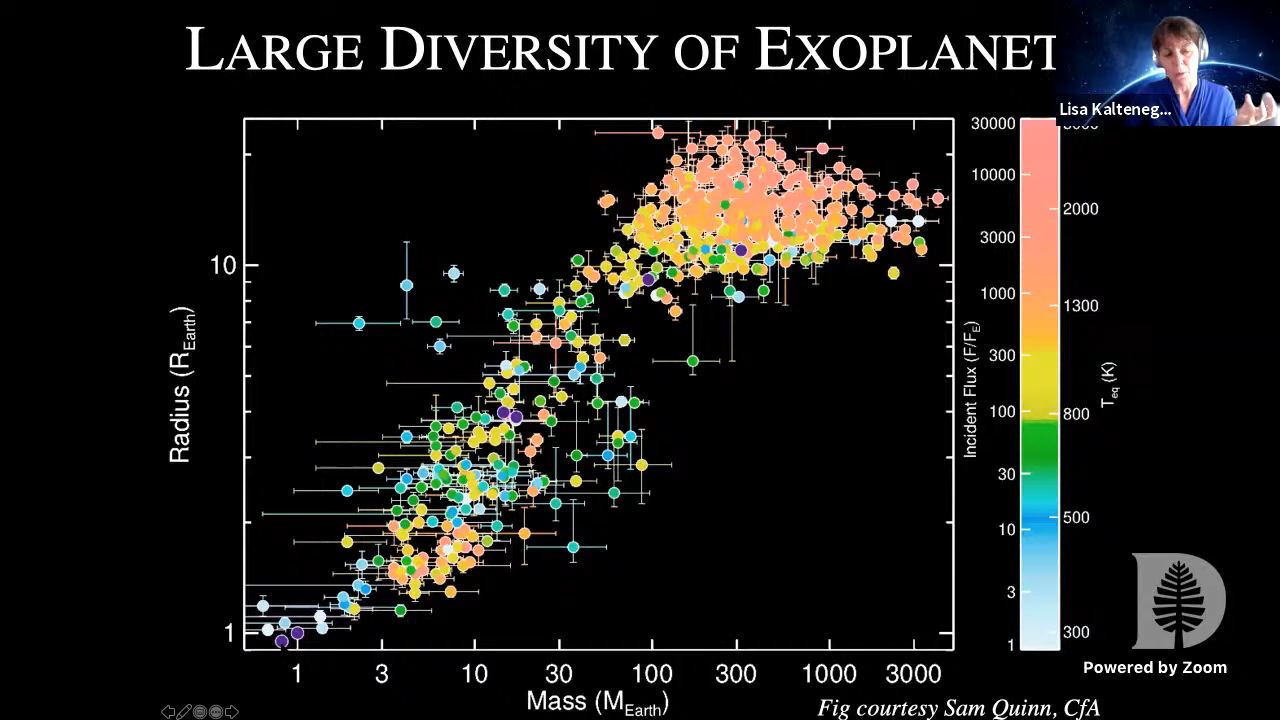 LARGE DIVERSITY OF EXOPLANET
Lisa Kalteneg...
Radius (R_Earth)
10
1
1 3 10 30 100 300 1000 3000
Mass (M_Earth)
30000
10000
3000
1000
300
100
30
10
3
1
Incident Flux (F/F_E)
2000
1300
800
500
300
T_eq (K)
D
Powered by Zoom
Fig courtesy Sam Quinn, CfA